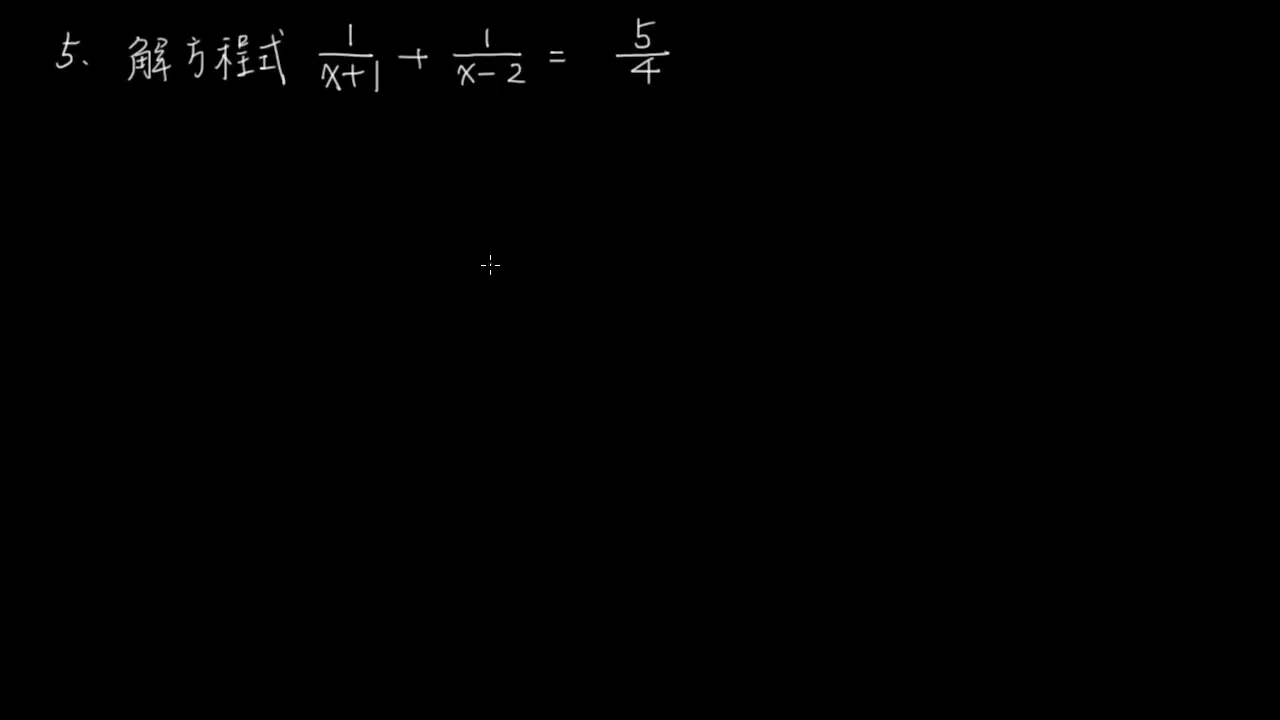 5. 解方程式 1/(x+1) + 1/(x-2) = 5/4